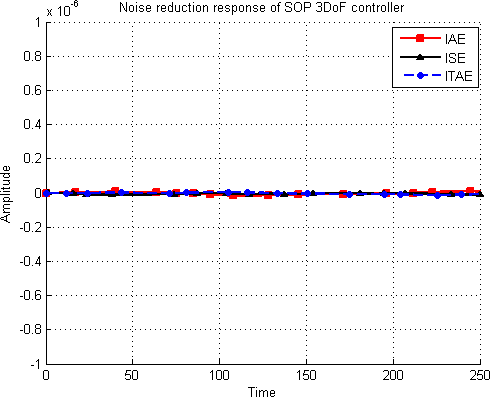 Noise reduction response of SOP 3DoF controller
x 10^-6
1
0.8
0.6
0.4
0.2
0
-0.2
-0.4
-0.6
-0.8
-1
Amplitude
IAE
ISE
ITAE
0 50 100 150 200 250
Time